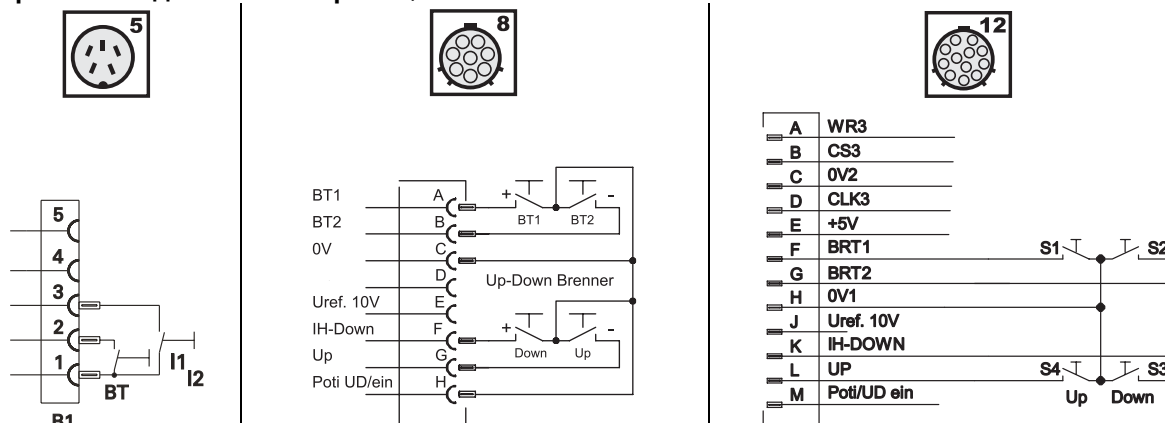 5
5
4
3
2
1
BT
I1
I2
B1
8
BT1
BT2
0V
Uref. 10V
IH-Down
Up
Poti UD/ein
A
B
C
D
E
F
G
H
+
-
BT1
BT2
Up-Down Brenner
+
-
Down
Up
12
A WR3
B CS3
C 0V2
D CLK3
E +5V
F BRT1
G BRT2
H 0V1
J Uref. 10V
K IH-DOWN
L UP
M Poti/UD ein
S1
S2
S4
S3
Up
Down